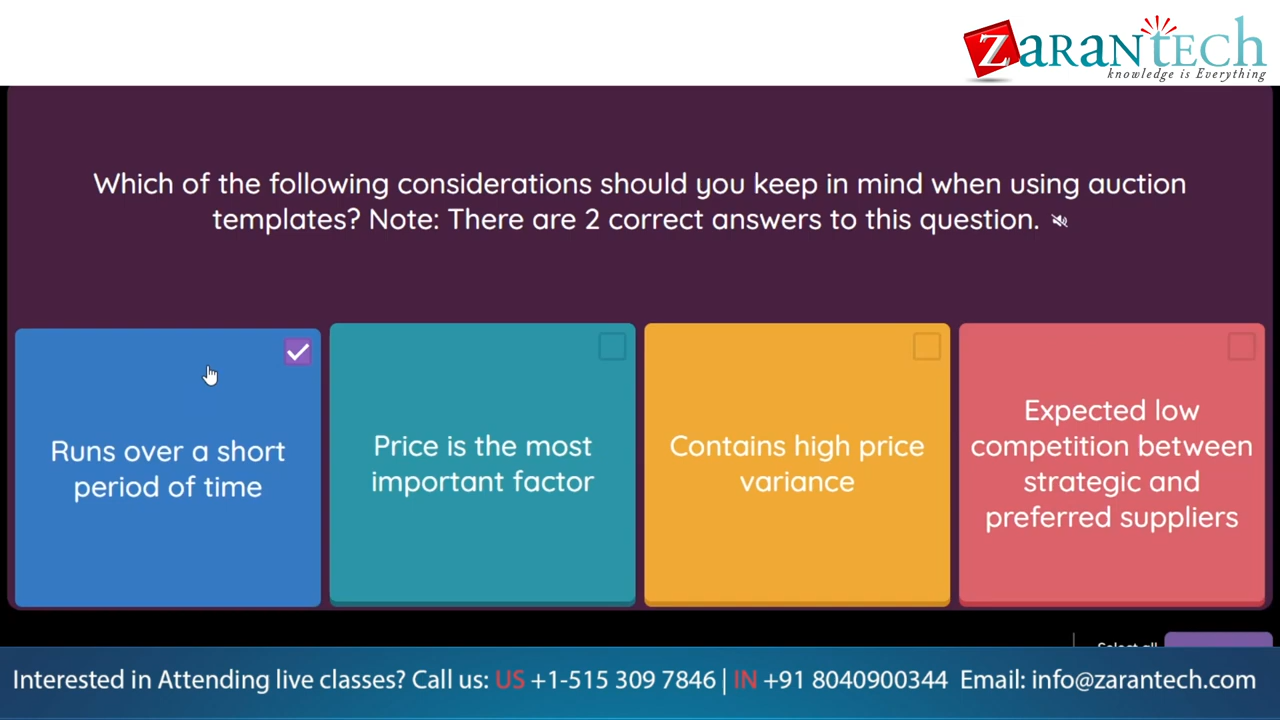 ZaranTech
knowledge is Everything
Which of the following considerations should you keep in mind when using auction
templates? Note: There are 2 correct answers to this question.
Runs over a short
period of time
Price is the most
important factor
Contains high price
variance
Expected low
competition between
strategic and
preferred suppliers
Select all
Interested in Attending live classes? Call us: US +1-515 309 7846 | IN +91 8040900344 Email: info@zarantech.com